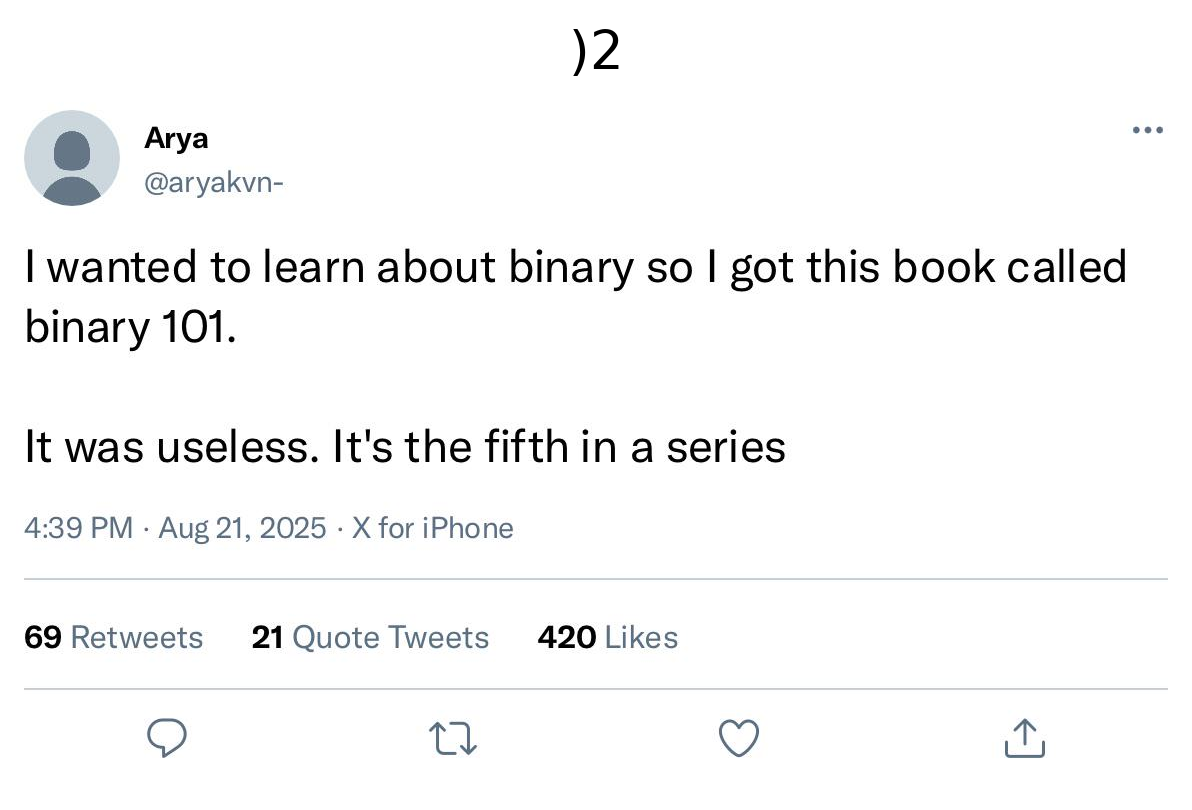 )2
Arya
@aryakvn-
I wanted to learn about binary so I got this book called
binary 101.
It was useless. It's the fifth in a series
4:39 PM · Aug 21, 2025 · X for iPhone
69 Retweets 21 Quote Tweets 420 Likes